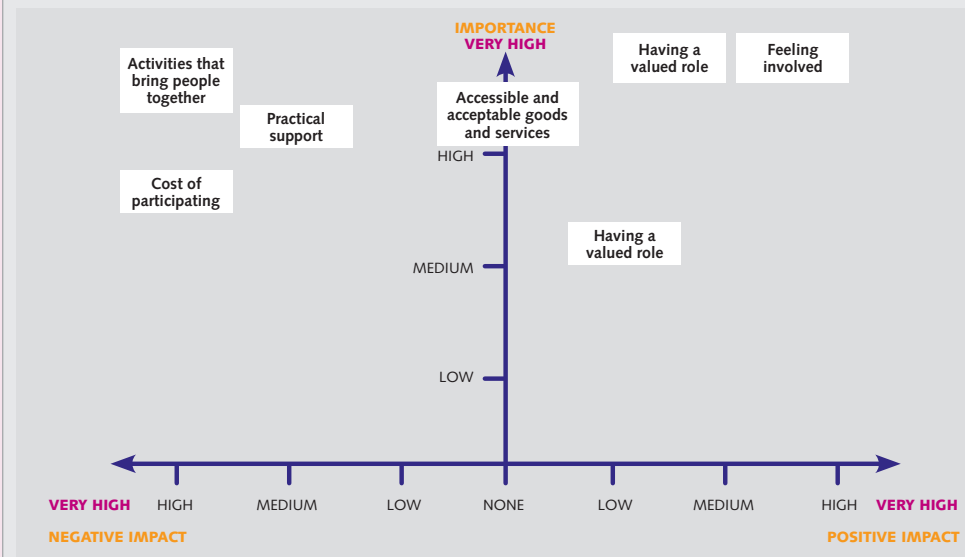 IMPORTANCE
VERY HIGH
Activities that
bring people
together
Practical
support
Accessible and
acceptable goods
and services
Having a
valued role
Feeling
involved
HIGH
Cost of
participating
Having a
valued role
MEDIUM
LOW
VERY HIGH HIGH MEDIUM LOW NONE LOW MEDIUM HIGH VERY HIGH
NEGATIVE IMPACT POSITIVE IMPACT